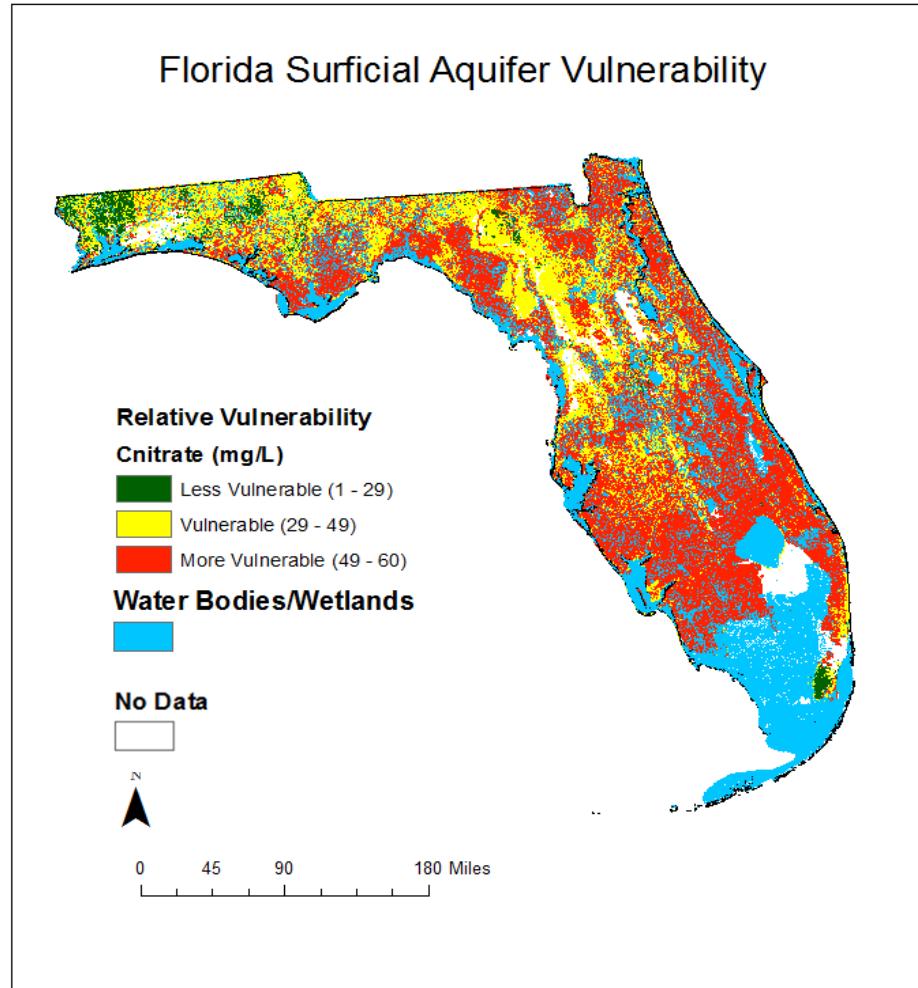 Florida Surficial Aquifer Vulnerability
Relative Vulnerability
Cnitrate (mg/L)
Less Vulnerable (1 - 29)
Vulnerable (29 - 49)
More Vulnerable (49 - 60)
Water Bodies/Wetlands
No Data
N
0 45 90 180 Miles